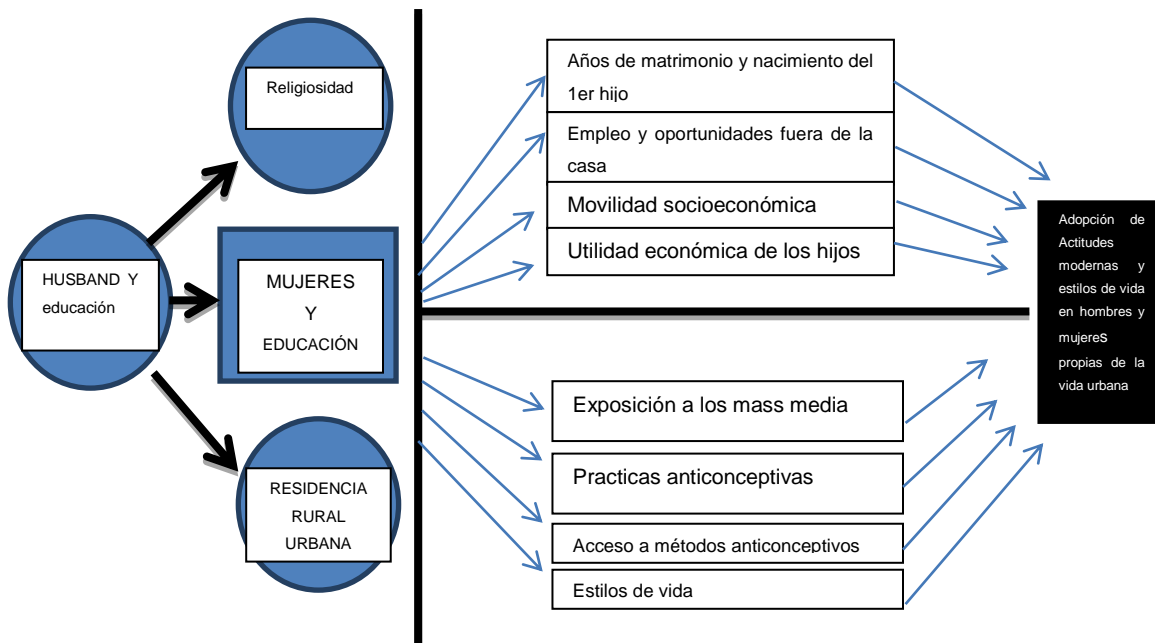 Religiosidad
HUSBAND Y
educación
MUJERES
Y
EDUCACIÓN
RESIDENCIA
RURAL
URBANA
Años de matrimonio y nacimiento del
1er hijo
Empleo y oportunidades fuera de la
casa
Movilidad socioeconómica
Utilidad económica de los hijos
Exposición a los mass media
Practicas anticonceptivas
Acceso a métodos anticonceptivos
Estilos de vida
Adopción de
Actitudes
modernas y
estilos de vida
en hombres y
mujeres
propias de la
vida urbana